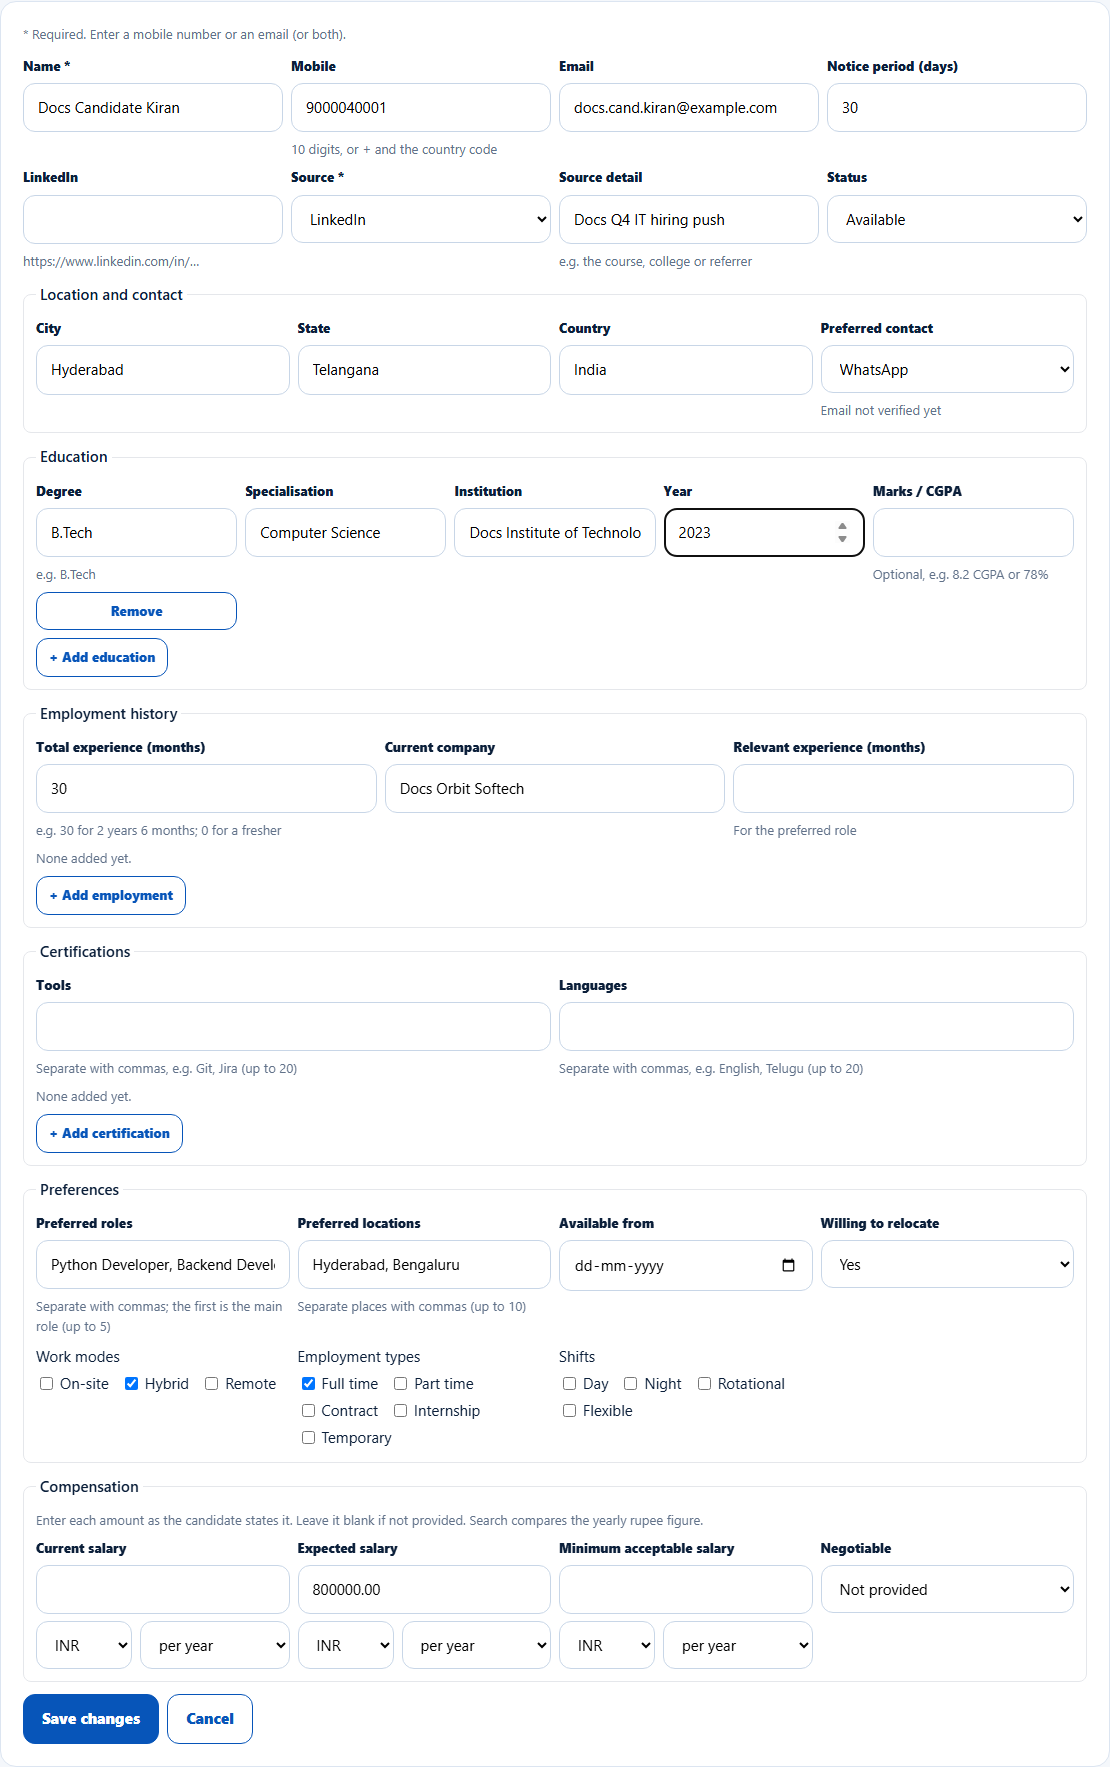 * Required. Enter a mobile number or an email (or both).
Name * Mobile Email Notice period (days)
Docs Candidate Kiran 9000040001 docs.cand.kiran@example.com 30
10 digits, or + and the country code
LinkedIn Source * Source detail Status
LinkedIn Docs Q4 IT hiring push Available
https://www.linkedin.com/in/... e.g. the course, college or referrer
Location and contact
City State Country Preferred contact
Hyderabad Telangana India WhatsApp
Email not verified yet
Education
Degree Specialisation Institution Year Marks / CGPA
B.Tech Computer Science Docs Institute of Technolo 2023
e.g. B.Tech Optional, e.g. 8.2 CGPA or 78%
Remove
+ Add education
Employment history
Total experience (months) Current company Relevant experience (months)
30 Docs Orbit Softech
e.g. 30 for 2 years 6 months; 0 for a fresher For the preferred role
None added yet.
+ Add employment
Certifications
Tools Languages
Separate with commas, e.g. Git, Jira (up to 20) Separate with commas, e.g. English, Telugu (up to 20)
None added yet.
+ Add certification
Preferences
Preferred roles Preferred locations Available from Willing to relocate
Python Developer, Backend Devel Hyderabad, Bengaluru dd-mm-yyyy Yes
Separate with commas; the first is the main Separate places with commas (up to 10)
role (up to 5)
Work modes Employment types Shifts
On-site Hybrid Remote Full time Part time Day Night Rotational
Contract Internship Flexible
Temporary
Compensation
Enter each amount as the candidate states it. Leave it blank if not provided. Search compares the yearly rupee figure.
Current salary Expected salary Minimum acceptable salary Negotiable
800000.00 Not provided
INR per year INR per year INR per year
Save changes Cancel